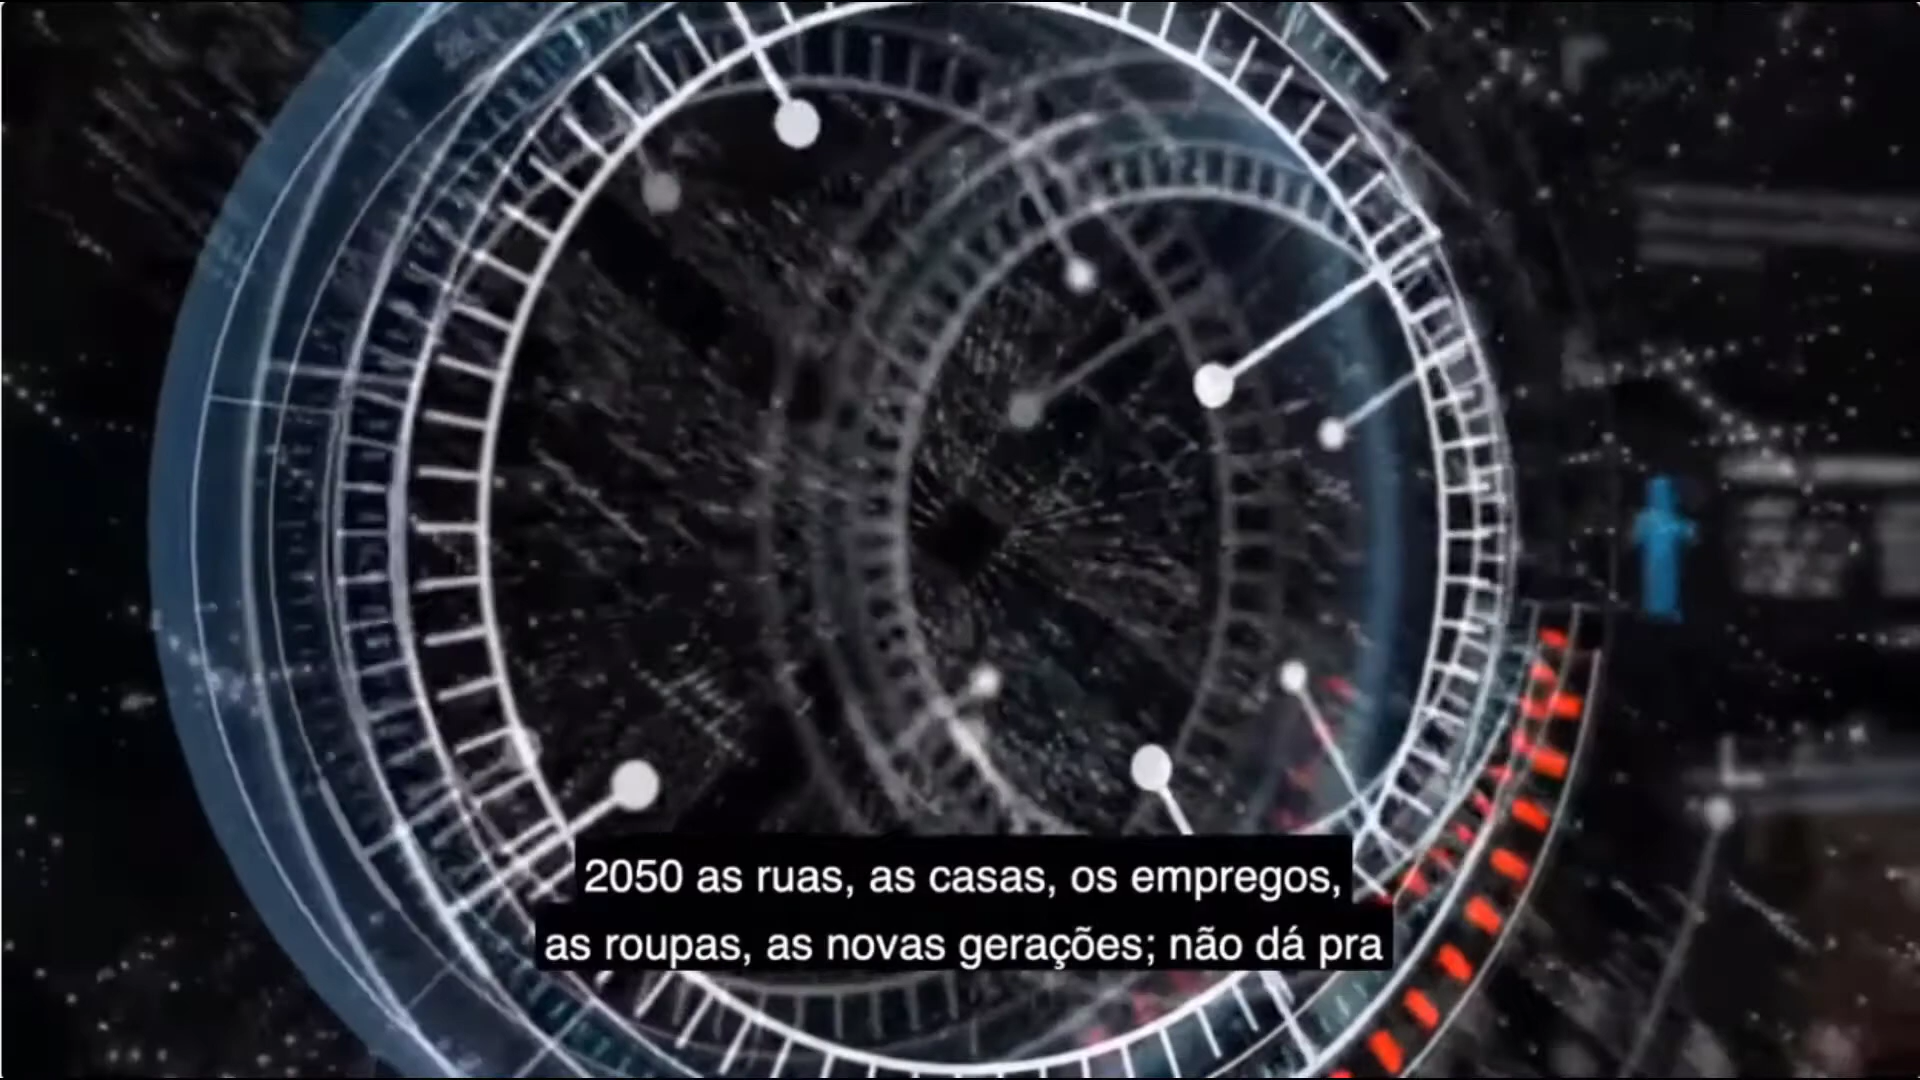 2050 as ruas, as casas, os empregos,
as roupas, as novas gerações; não dá pra